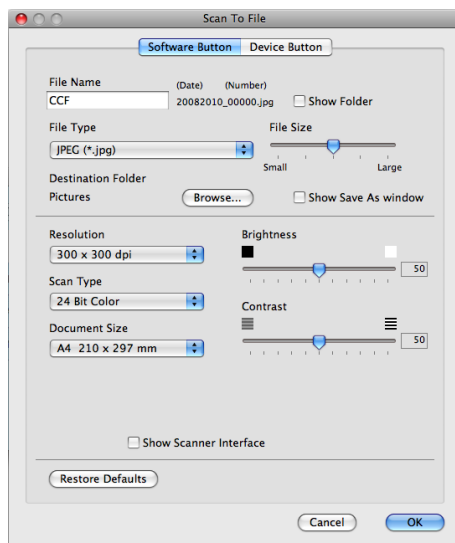 Scan To File
Software Button Device Button
File Name (Date) (Number)
CCF 20082010_00000.jpg Show Folder
File Type File Size
JPEG (*.jpg)
Small Large
Destination Folder
Pictures Browse... Show Save As window
Resolution Brightness
300 x 300 dpi
50
Scan Type
24 Bit Color
Contrast
Document Size
50
A4 210 x 297 mm
Show Scanner Interface
Restore Defaults
Cancel OK